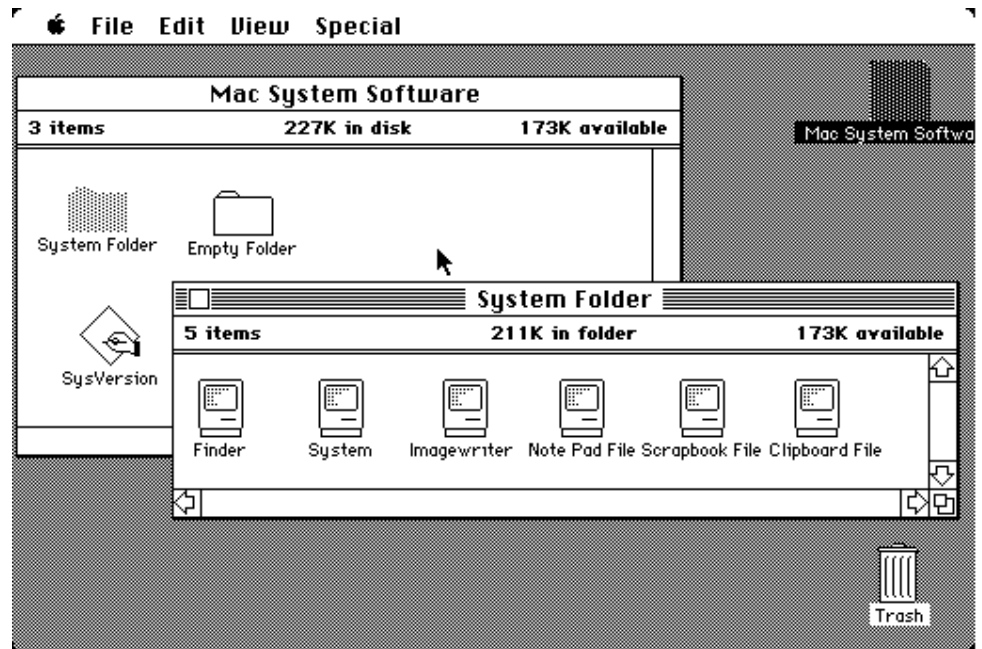 File Edit View Special
Mac System Software
3 items 227K in disk 173K available
Mac System Softwa
System Folder Empty Folder
SysVersion
System Folder
5 items 211K in folder 173K available
Finder System Imagewriter Note Pad File Scrapbook File Clipboard File
Trash